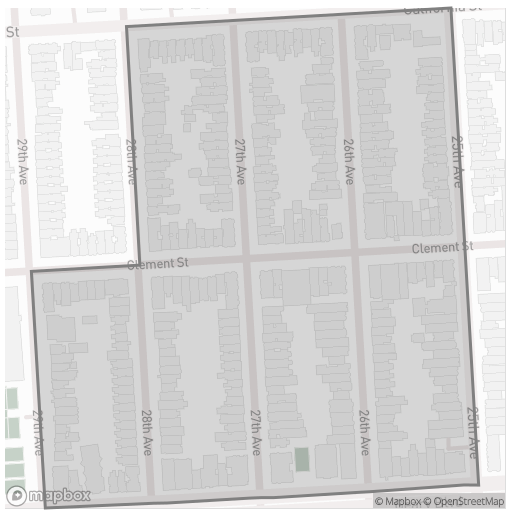 California St
St
29th Ave
28th Ave
27th Ave
26th Ave
25th Ave
Clement St
Clement St
29th Ave
28th Ave
27th Ave
26th Ave
25th Ave
mapbox
© Mapbox © OpenStreetMap